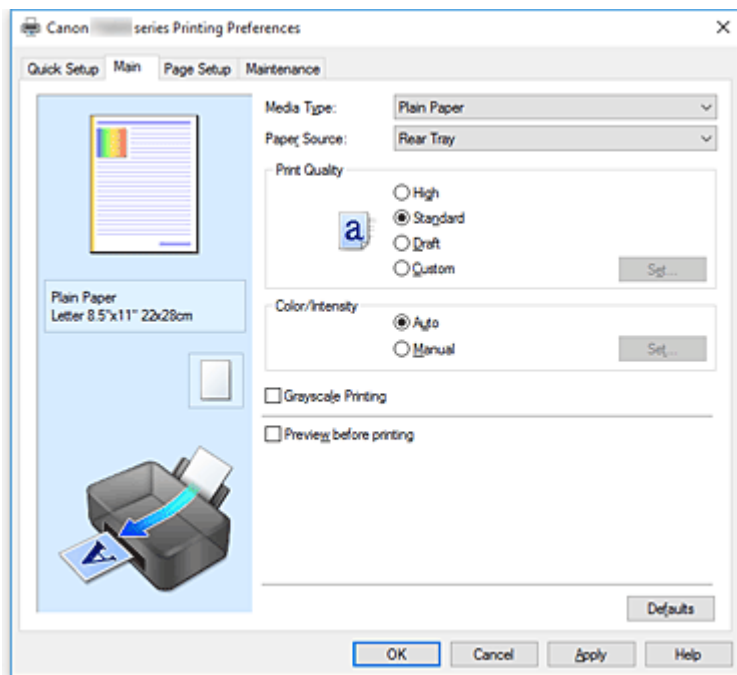 Canon series Printing Preferences
Quick Setup Main Page Setup Maintenance
Media Type: Plain Paper
Paper Source: Rear Tray
Print Quality
High
Standard
Draft
Custom Set...
a
Plain Paper
Letter 8.5"x11" 22x28cm
Color/Intensity
Auto
Manual Set...
Grayscale Printing
Preview before printing
A
Defaults
OK Cancel Apply Help